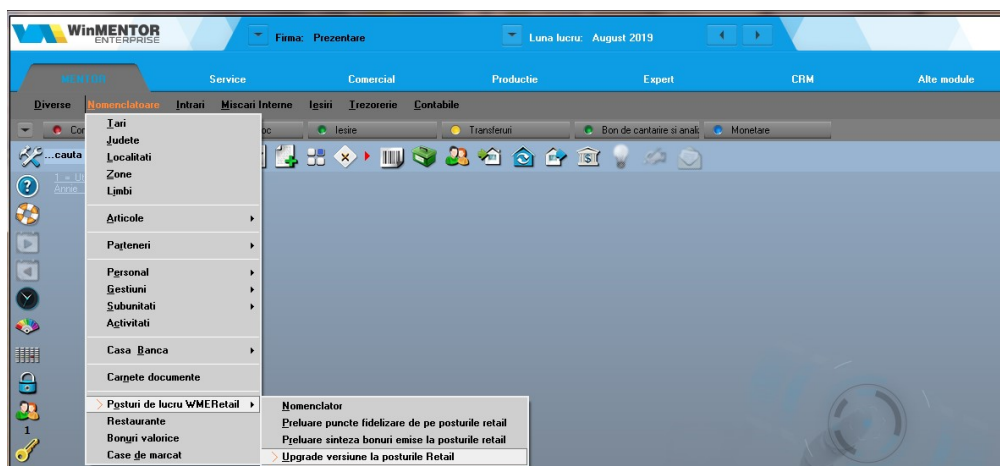 WinMENTOR
ENTERPRISE
Firma: Prezentare
Luna lucru: August 2019
MENTOR Service Comercial Productie Expert CRM Alte module
Diverse Nomenclatoare Intrari Miscari Interne Iesiri Trezorerie Contabile
Iesire Transferuri Bon de cantarire si anali Monetare
...cauta
Tari
Judete
Localitati
Zone
Limbi
Articole
Parteneri
Personal
Gestiuni
Subunitati
Activitati
Casa Banca
Carnete documente
Posturi de lucru WMERetail
Restaurante
Bonuri valorice
Case de marcat
Nomenclator
Preluare puncte fidelizare de pe posturile retail
Preluare sinteza bonuri emise la posturile retail
Upgrade versiune la posturile Retail
1